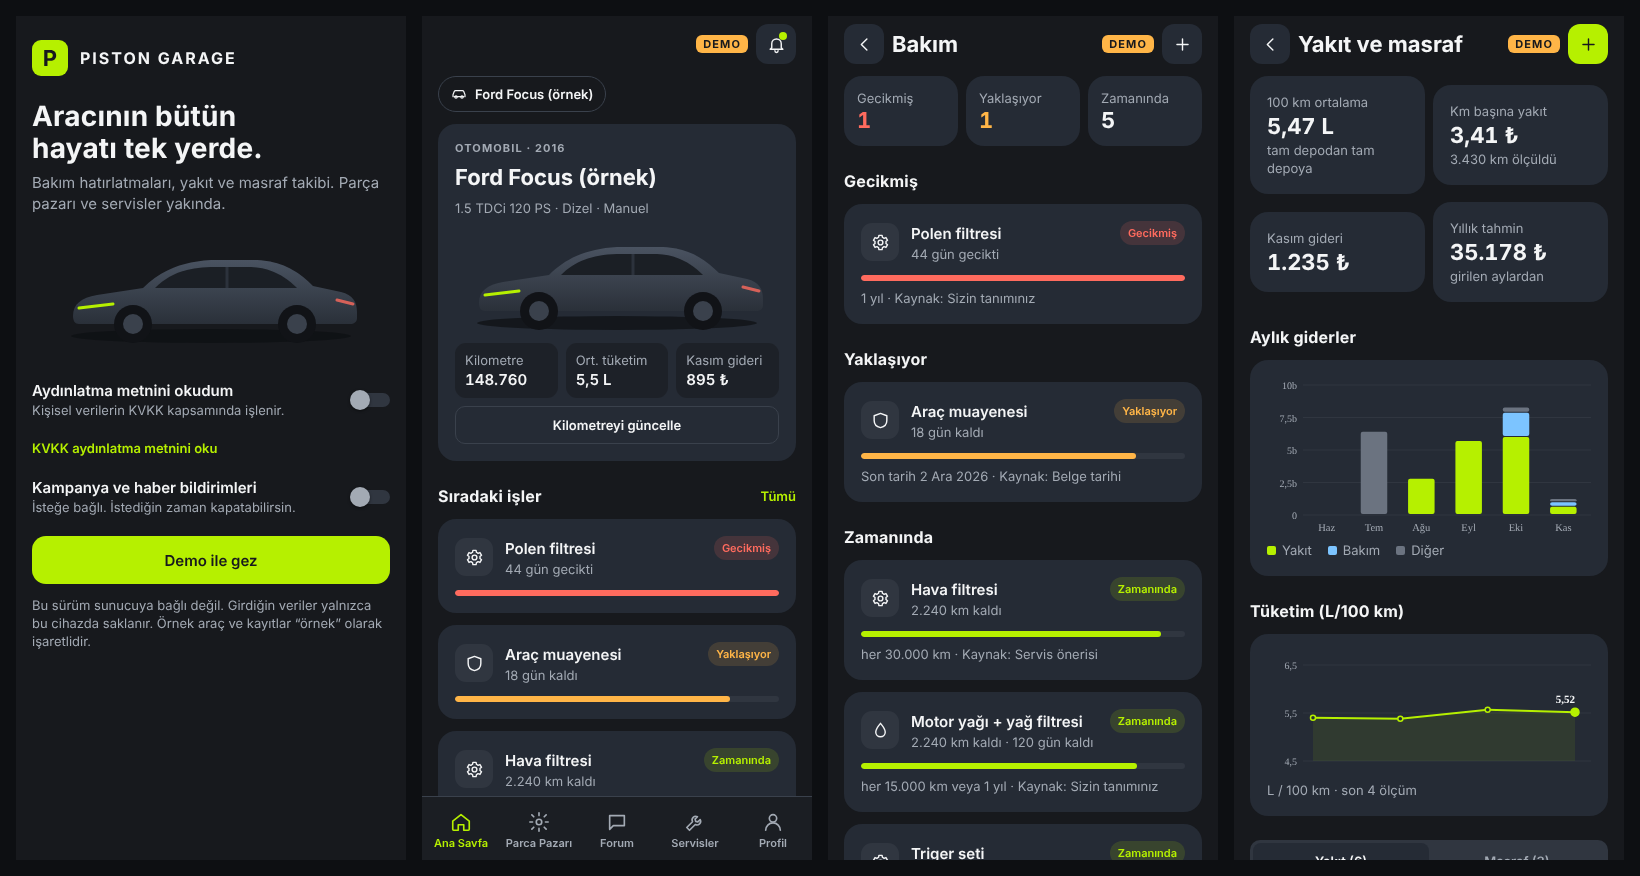 P PISTON GARAGE
Aracının bütün
hayatı tek yerde.
Bakım hatırlatmaları, yakıt ve masraf takibi. Parça
pazarı ve servisler yakında.
Aydınlatma metnini okudum
Kişisel verilerin KVKK kapsamında işlenir.
KVKK aydınlatma metnini oku
Kampanya ve haber bildirimleri
İsteğe bağlı. İstediğin zaman kapatabilirsin.
Demo ile gez
Bu sürüm sunucuya bağlı değil. Girdiğin veriler yalnızca
bu cihazda saklanır. Örnek araç ve kayıtlar “örnek” olarak
işaretlidir.
DEMO
Ford Focus (örnek)
OTOMOBIL · 2016
Ford Focus (örnek)
1.5 TDCi 120 PS · Dizel · Manuel
Kilometre
148.760
Ort. tüketim
5,5 L
Kasım gideri
895 ₺
Kilometreyi güncelle
Sıradaki işler
Tümü
Polen filtresi
Gecikmiş
44 gün gecikti
Araç muayenesi
Yaklaşıyor
18 gün kaldı
Hava filtresi
Zamanında
2.240 km kaldı
Ana Sayfa
Parça Pazarı
Forum
Servisler
Profil
Bakım
DEMO
Gecikmiş
1
Yaklaşıyor
1
Zamanında
5
Gecikmiş
Polen filtresi
Gecikmiş
44 gün gecikti
1 yıl · Kaynak: Sizin tanımınız
Yaklaşıyor
Araç muayenesi
Yaklaşıyor
18 gün kaldı
Son tarih 2 Ara 2026 · Kaynak: Belge tarihi
Zamanında
Hava filtresi
Zamanında
2.240 km kaldı
her 30.000 km · Kaynak: Servis önerisi
Motor yağı + yağ filtresi
Zamanında
2.240 km kaldı · 120 gün kaldı
her 15.000 km veya 1 yıl · Kaynak: Sizin tanımınız
Triger seti
Zamanında
Yakıt ve masraf
DEMO
100 km ortalama
5,47 L
tam depodan tam
depoya
Km başına yakıt
3,41 ₺
3.430 km ölçüldü
Kasım gideri
1.235 ₺
Yıllık tahmin
35.178 ₺
girilen aylardan
Aylık giderler
10b
7,5b
5b
2,5b
0
Haz Tem Ağu Eyl Eki Kas
Yakıt Bakım Diğer
Tüketim (L/100 km)
6,5
5,5
4,5
5,52
L / 100 km · son 4 ölçüm
Yakıt (6)
Masraf (3)